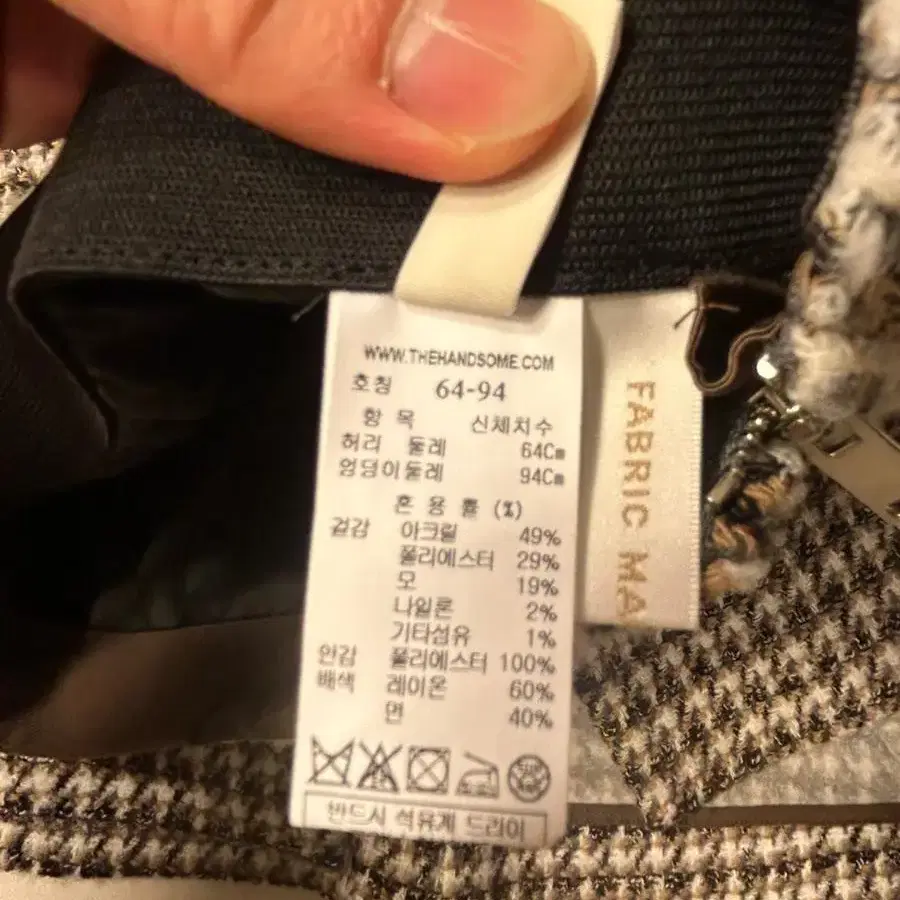 WWW.THEHANDSOME.COM
호칭 64-94
항목 신체치수
허리 둘레 64Cm
엉덩이둘레 94Cm
혼용률 (%)
겉감 아크릴 49%
폴리에스터 29%
모 19%
나일론 2%
기타섬유 1%
안감 폴리에스터 100%
배색 레이온 60%
면 40%
반드시 석유계 드라이
FABRIC MA